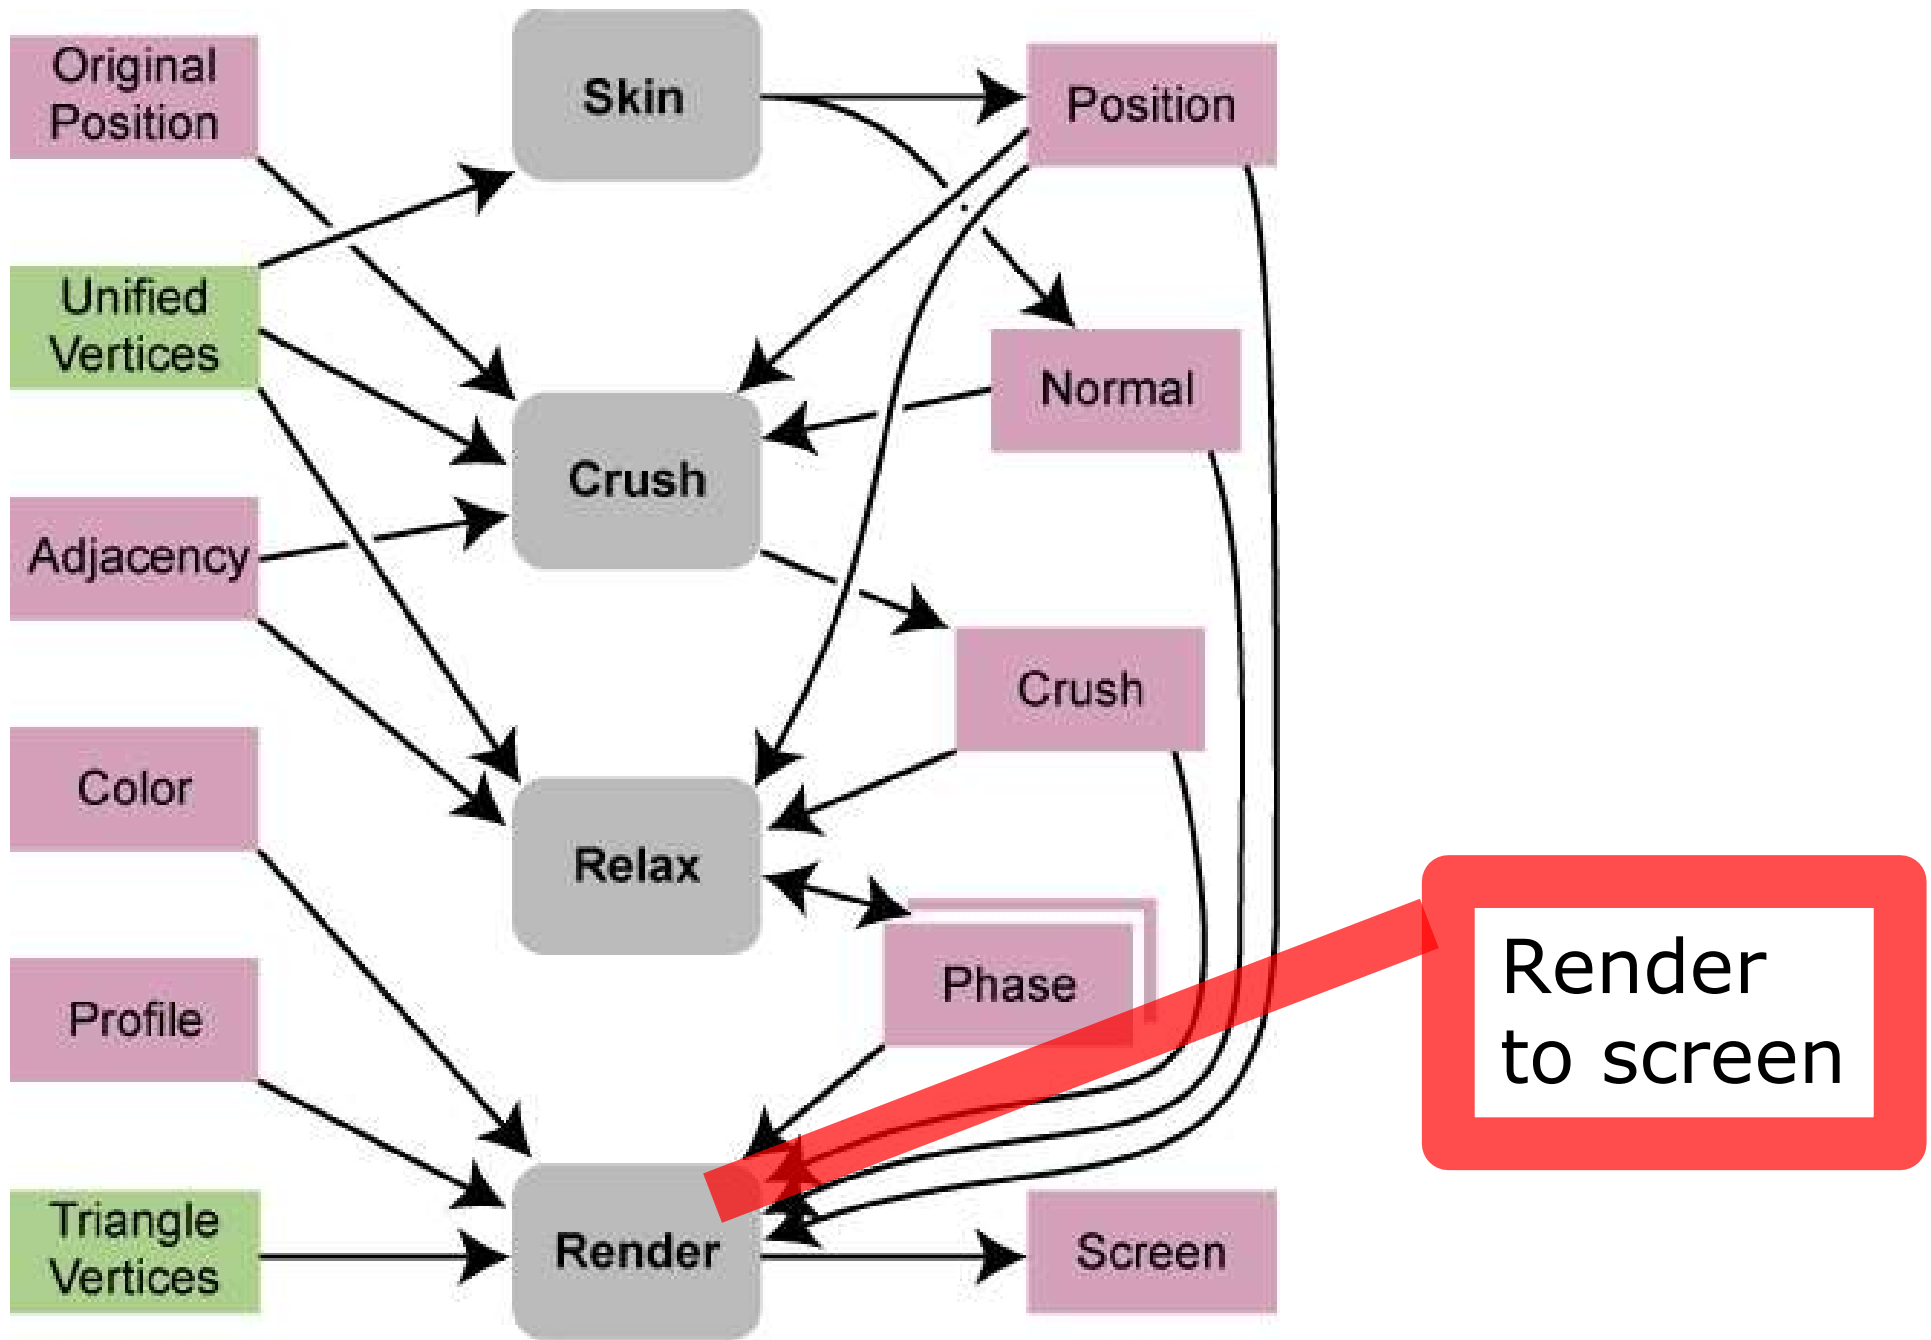 Original
Position
Skin
Position
Unified
Vertices
Normal
Crush
Adjacency
Crush
Color
Relax
Phase
Profile
Render
to screen
Triangle
Vertices
Render
Screen